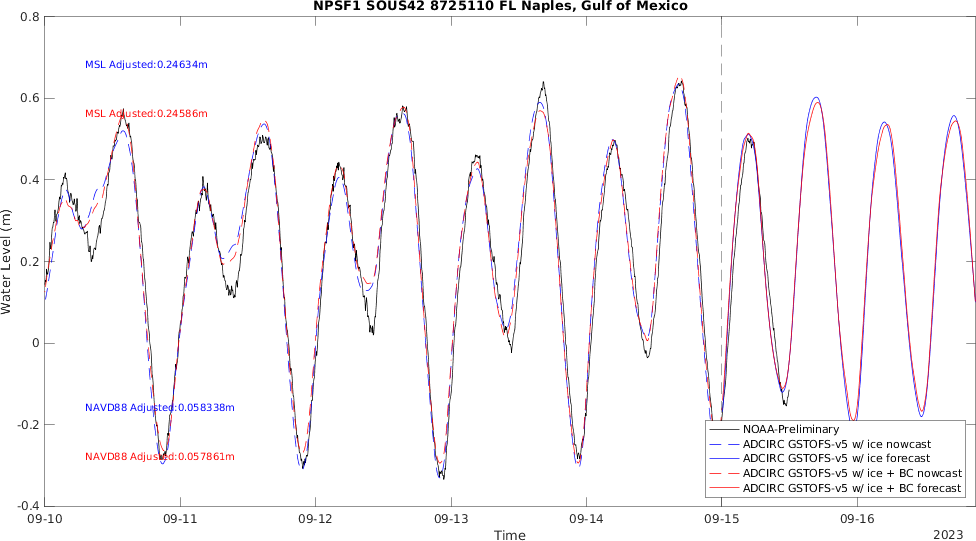 NPSF1 SOUS42 8725110 FL Naples, Gulf of Mexico
0.8
0.6
0.4
0.2
0
-0.2
-0.4
Water Level (m)
MSL Adjusted:0.24634m
MSL Adjusted:0.24586m
NAVD88 Adjusted:0.058338m
NAVD88 Adjusted:0.057861m
NOAA-Preliminary
ADCIRC GSTOFS-v5 w/ ice nowcast
ADCIRC GSTOFS-v5 w/ ice forecast
ADCIRC GSTOFS-v5 w/ ice + BC nowcast
ADCIRC GSTOFS-v5 w/ ice + BC forecast
09-10 09-11 09-12 09-13 09-14 09-15 09-16
Time
2023